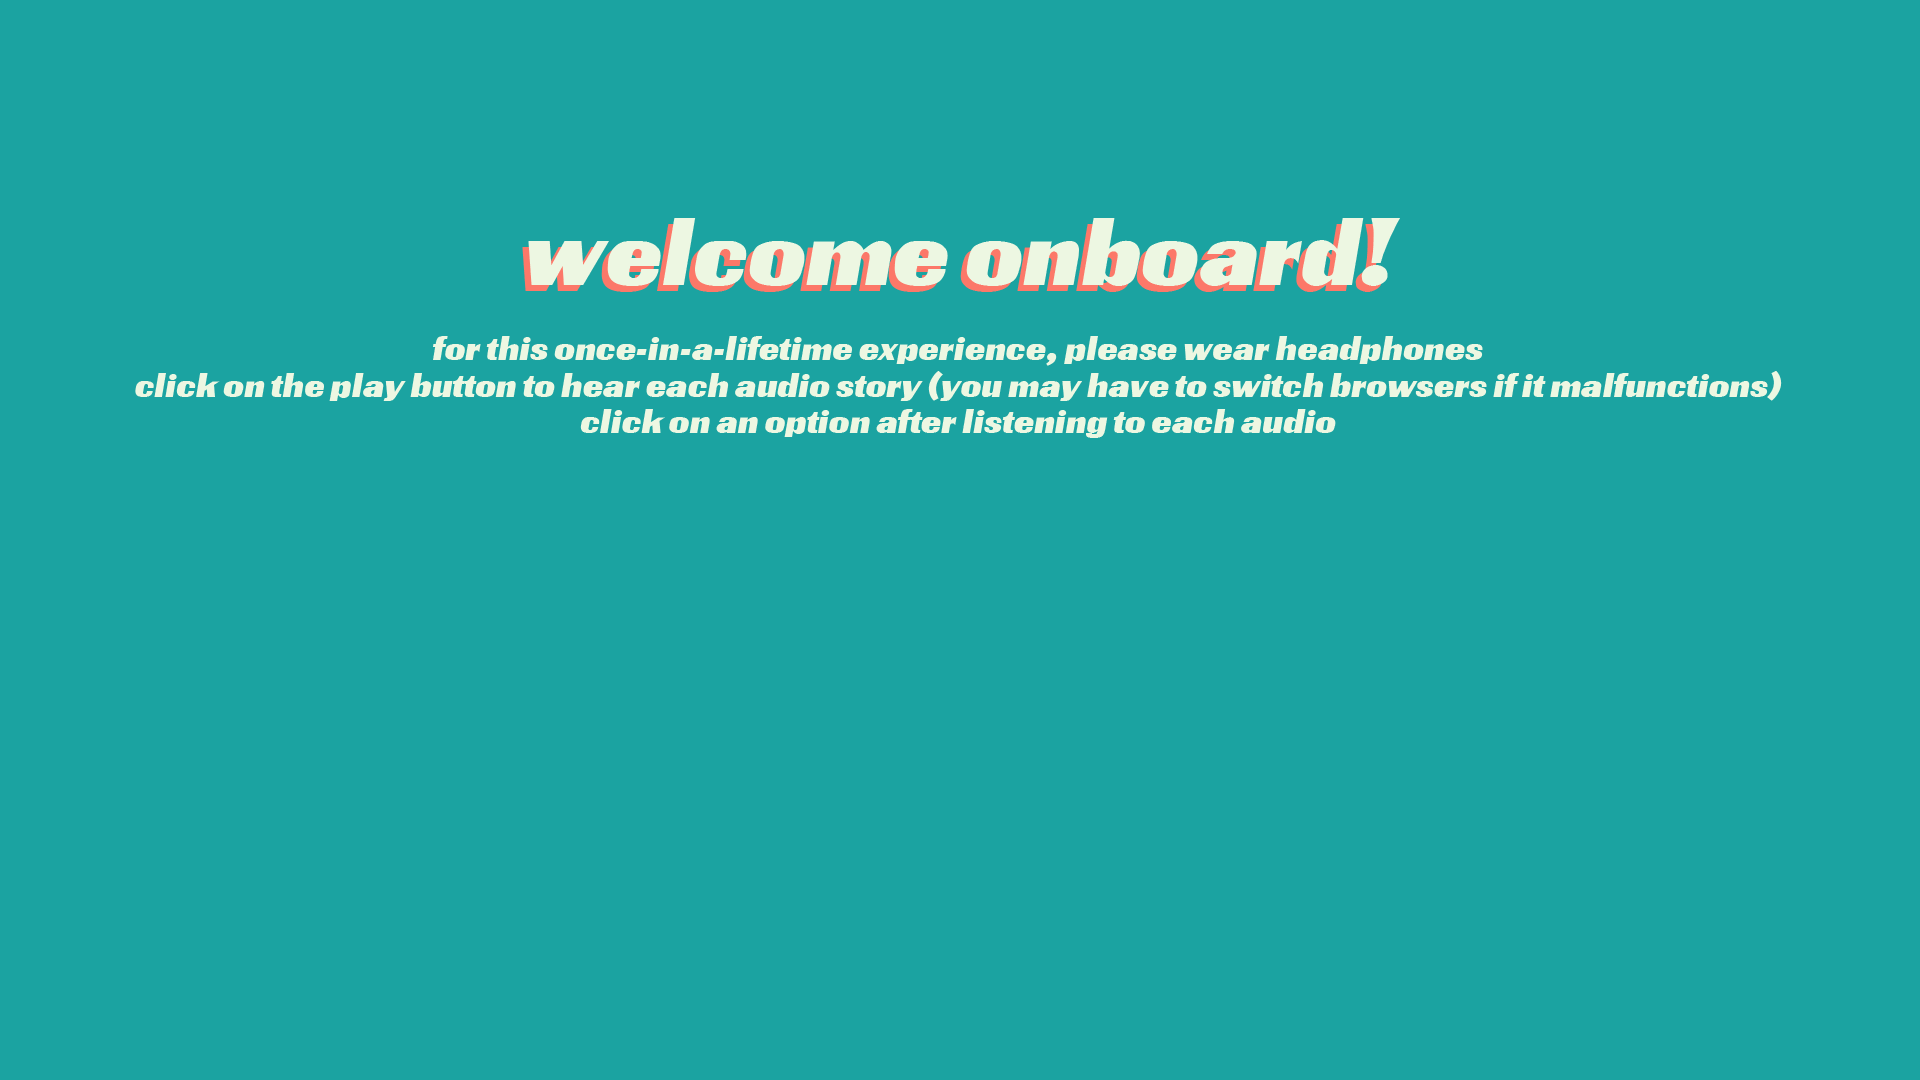 welcome onboard!
for this once-in-a-lifetime experience, please wear headphones
click on the play button to hear each audio story (you may have to switch browsers if it malfunctions)
click on an option after listening to each audio